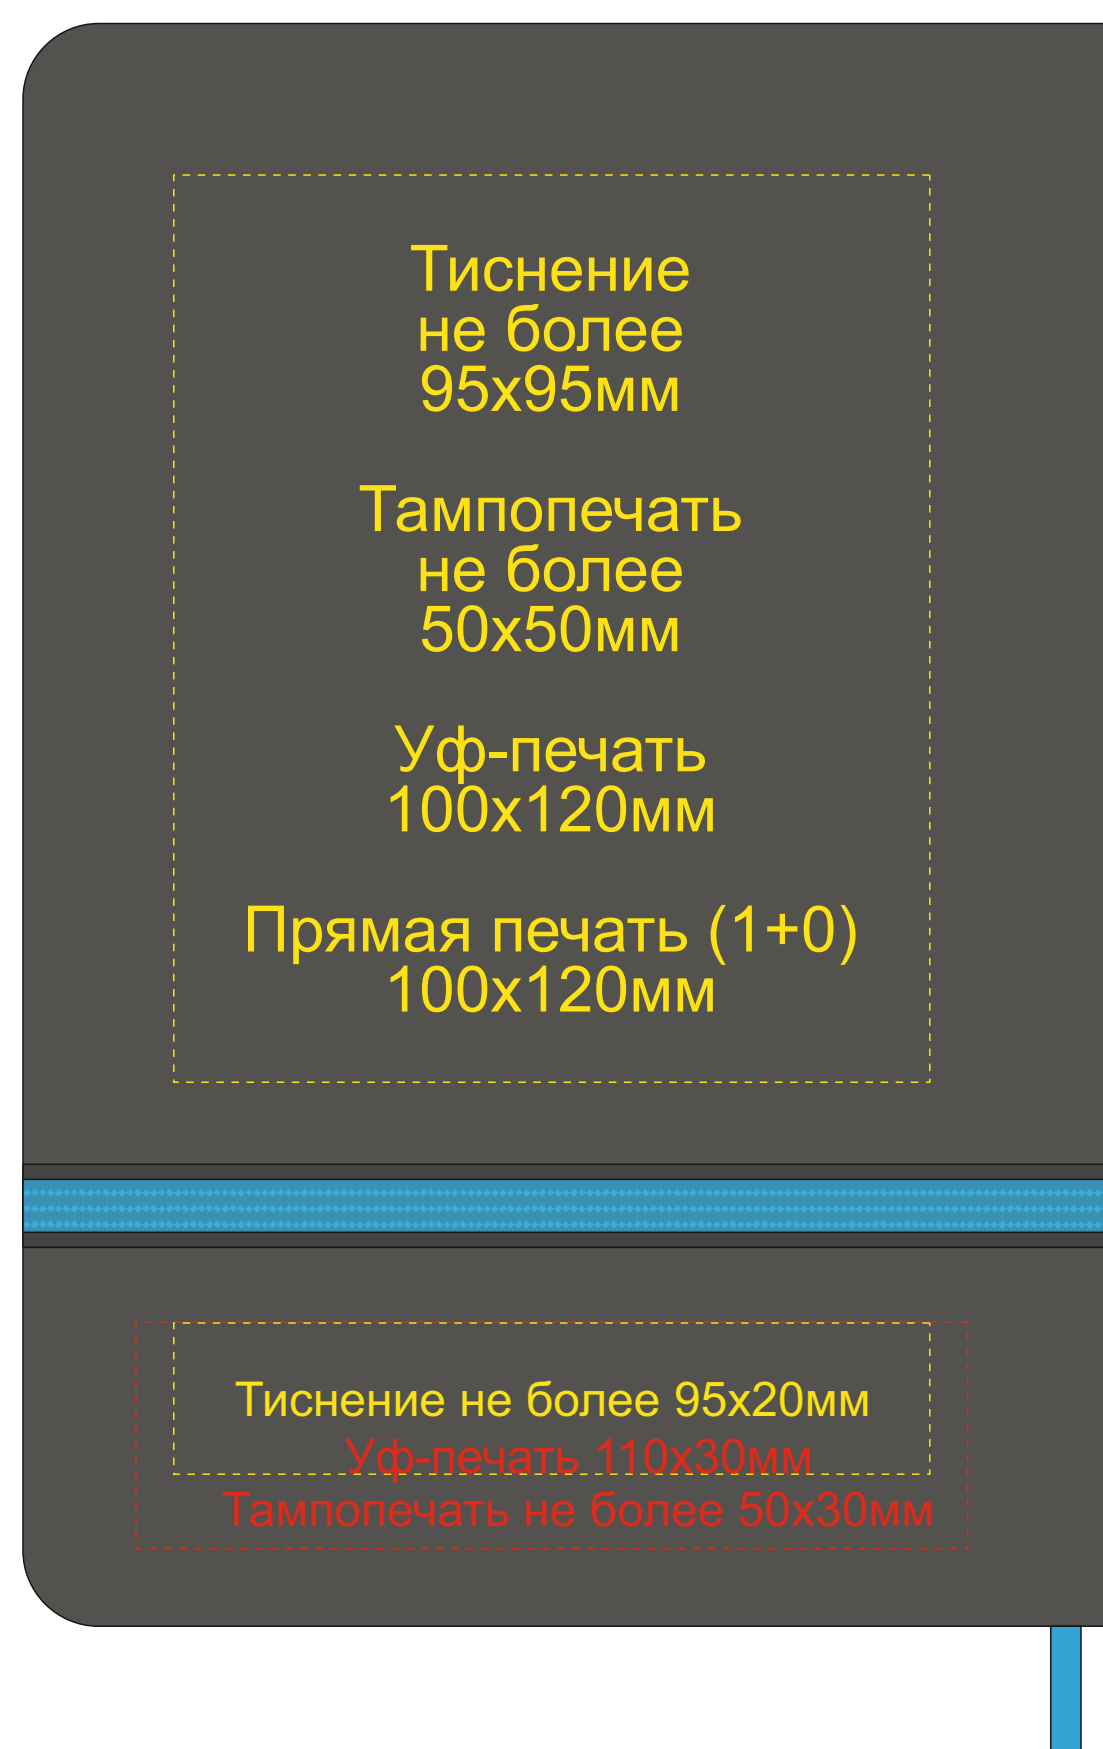 Тиснение
не более
95х95мм
Тампопечать
не более
50х50мм
Уф-печать
100х120мм
Прямая печать (1+0)
100х120мм
Тиснение не более 95х20мм
Уф-печать 110х30мм
Тампопечать не более 50х30мм